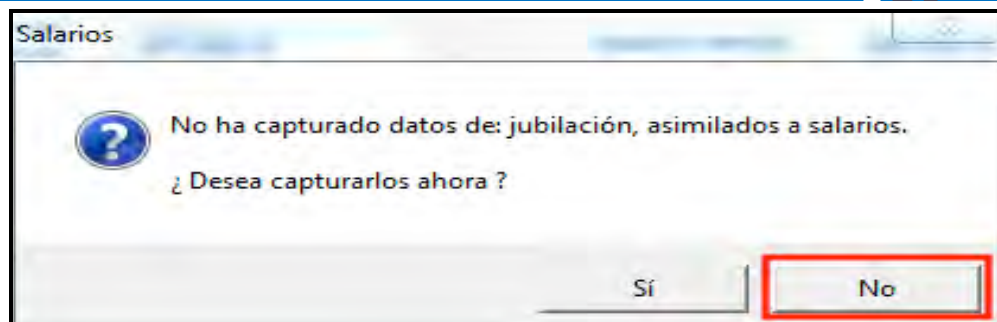 Salarios
No ha capturado datos de: jubilación, asimilados a salarios.
¿ Desea capturarlos ahora ?
Sí
No